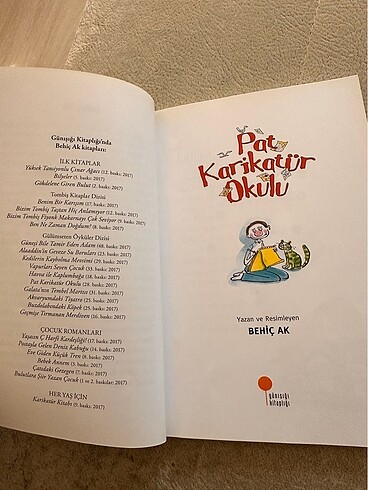 Günışığı Kitaplığı'nda
Behiç Ak kitapları:
İLK KİTAPLAR
Yüksek Tansiyonlu Çınar Ağacı (12. baskı: 2017)
Bilyeler (5. baskı: 2017)
Gökdelene Giren Bulut (2. baskı: 2017)
Tombiş Kitaplar Dizisi
Benim Bir Karışım (17. baskı: 2017)
Bizim Tombiş Taştan Hiç Anlamıyor (12. baskı: 2017)
Bizim Tombiş Fiyonk Makarnayı Çok Seviyor (9. baskı: 2017)
Ben Ne Zaman Doğdum? (8. baskı: 2017)
Gülümseten Öyküler Dizisi
Güneşi Bile Tamir Eden Adam (48. baskı: 2017)
Alaaddin'in Geveze Su Boruları (23. baskı: 2017)
Kedilerin Kaybolma Mevsimi (29. baskı: 2017)
Vapurları Seven Çocuk (33. baskı: 2017)
Havva ile Kaplumbağa (18. baskı: 2017)
Pat Karikatür Okulu (28. baskı: 2017)
Galata'nın Tembel Martısı (31. baskı: 2017)
Akvaryumdaki Tiyatro (25. baskı: 2017)
Buzdolabındaki Köpek (25. baskı: 2017)
Geçmişe Tırmanan Merdiven (16. baskı: 2017)
ÇOCUK ROMANLARI
Yaşasın Ç Harfi Kardeşliği! (17. baskı: 2017)
Postayla Gelen Deniz Kabuğu (14. baskı: 2017)
Eve Giden Küçük Tren (8. baskı: 2017)
Bebek Annem (3. baskı: 2017)
Çatıdaki Gezegen (7. baskı: 2017)
Bulutlara Şiir Yazan Çocuk (1 ve 2. baskılar: 2017)
HER YAŞ İÇİN
Karikatür Kitabı (9. baskı: 2017)
Pat
Karikatür
Okulu
Yazan ve Resimleyen
BEHİÇ AK
günışığı
kitaplığı